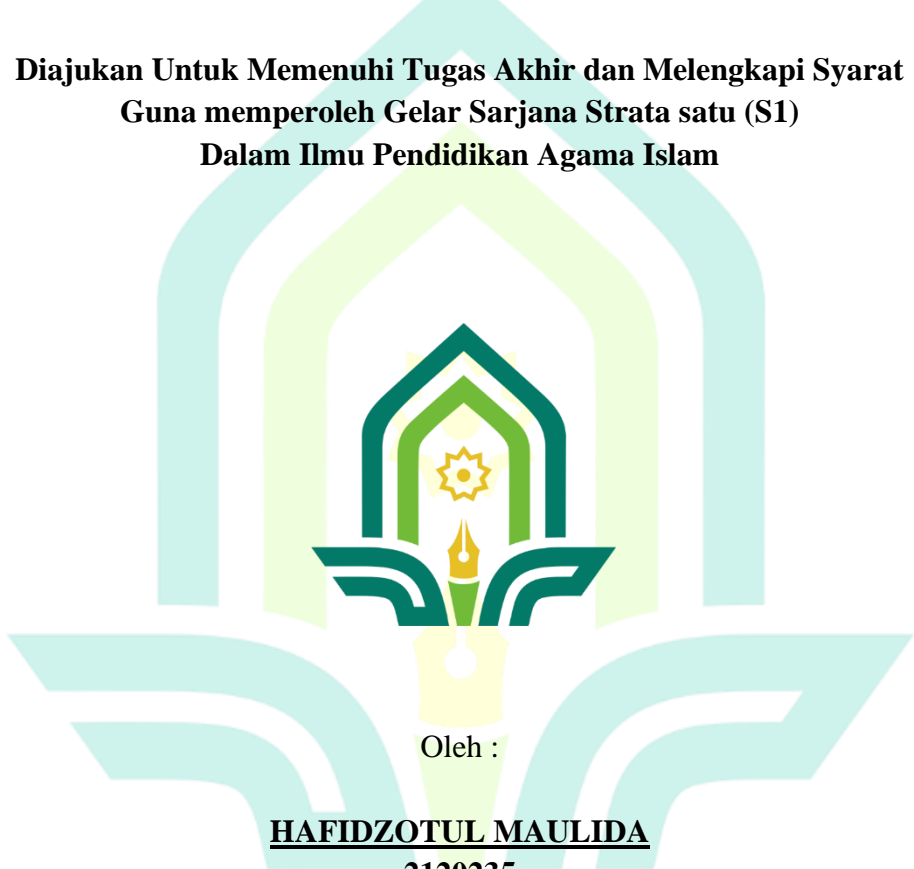 Diajukan Untuk Memenuhi Tugas Akhir dan Melengkapi Syarat
Guna memperoleh Gelar Sarjana Strata satu (S1)
Dalam Ilmu Pendidikan Agama Islam
Oleh :
HAFIDZOTUL MAULIDA